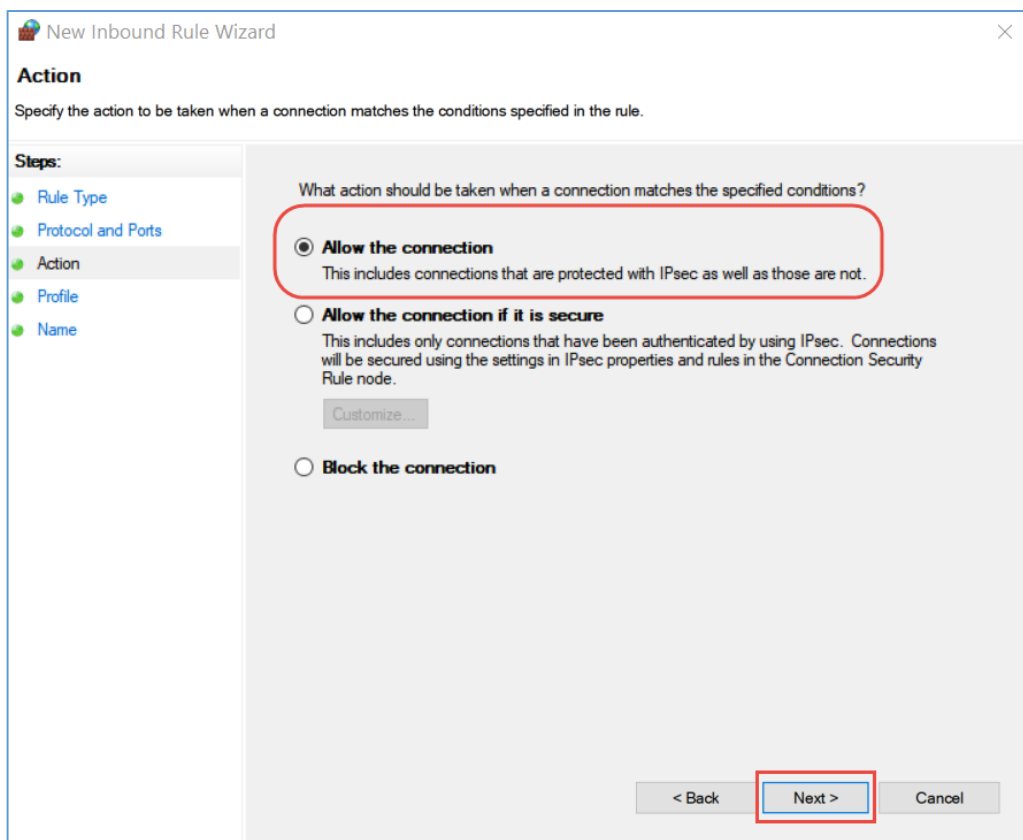 New Inbound Rule Wizard
Action
Specify the action to be taken when a connection matches the conditions specified in the rule.
Steps:
Rule Type
Protocol and Ports
Action
Profile
Name
What action should be taken when a connection matches the specified conditions?
Allow the connection
This includes connections that are protected with IPsec as well as those are not.
Allow the connection if it is secure
This includes only connections that have been authenticated by using IPsec. Connections
will be secured using the settings in IPsec properties and rules in the Connection Security
Rule node.
Customize...
Block the connection
< Back
Next >
Cancel